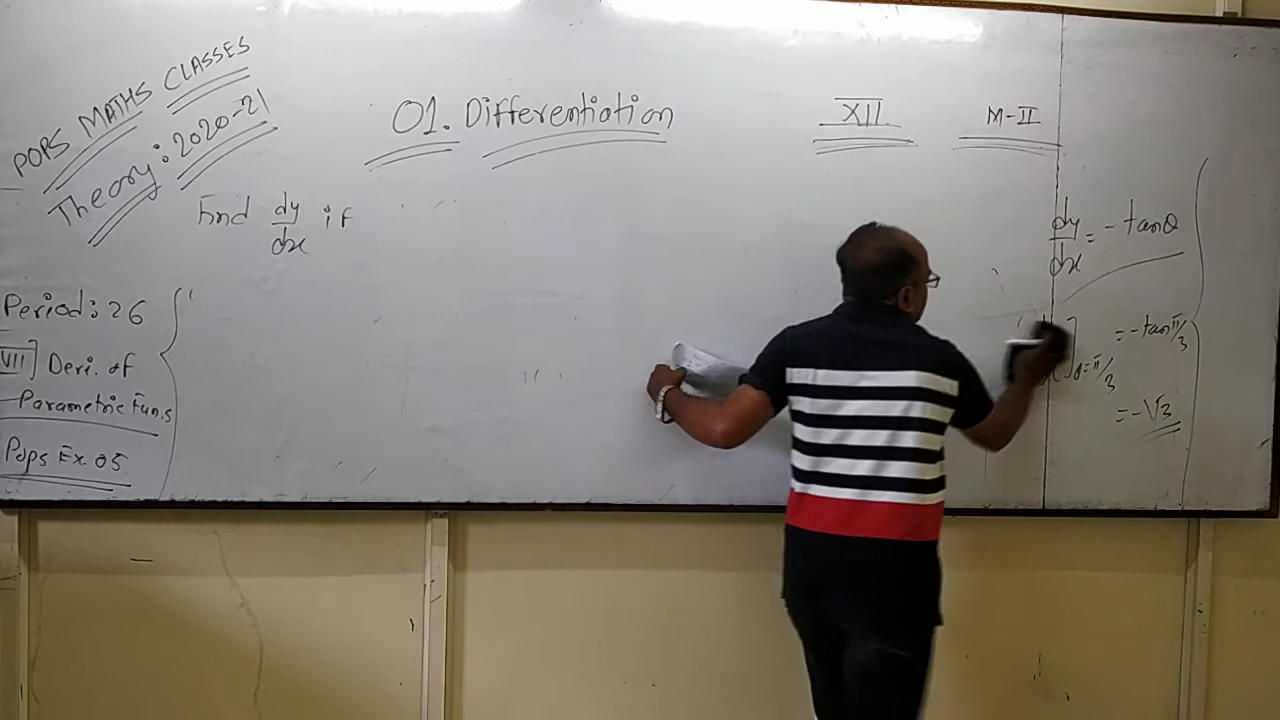 POPS MATHS CLASSES
Theory: 2020-21
01. Differentiation
XII
M-II
Find dy/dx if
Period: 26
VII] Deri. of
Parametric Fun.s
Pops Ex. 05
dy/dx = - tanθ
]θ=π/3 = -tan π/3
= -√3